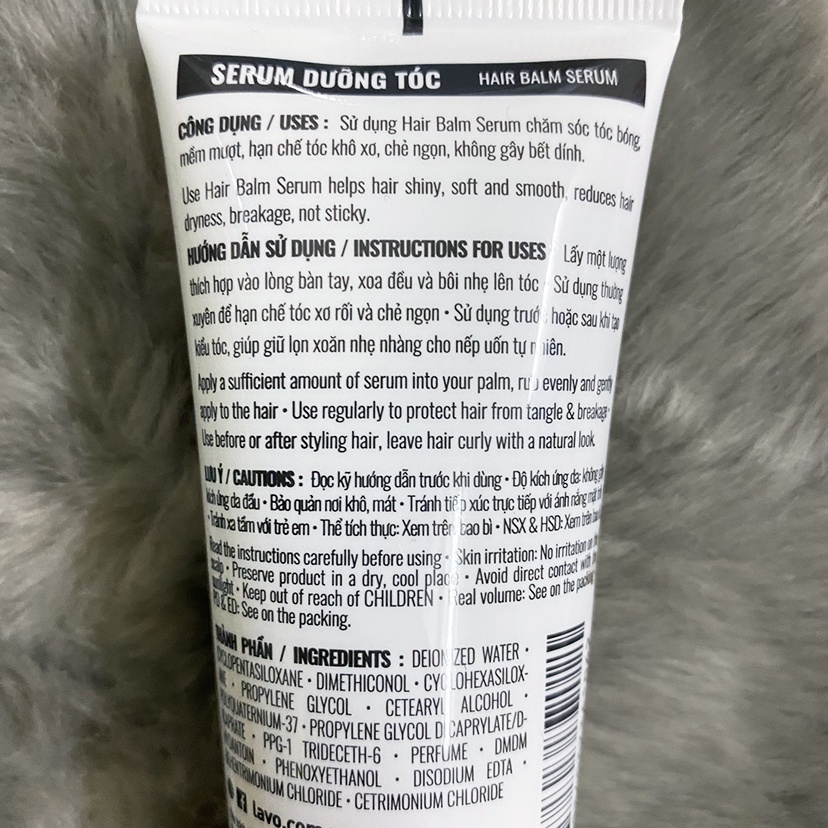 SERUM DƯỠNG TÓC HAIR BALM SERUM
CÔNG DỤNG / USES : Sử dụng Hair Balm Serum chăm sóc tóc bóng,
mềm mượt, hạn chế tóc khô xơ, chẻ ngọn, không gây bết dính.
Use Hair Balm Serum helps hair shiny, soft and smooth, reduces hair
dryness, breakage, not sticky.
HƯỚNG DẪN SỬ DỤNG / INSTRUCTIONS FOR USES Lấy một lượng
thích hợp vào lòng bàn tay, xoa đều và bôi nhẹ lên tóc • Sử dụng thường
xuyên để hạn chế tóc xơ rối và chẻ ngọn • Sử dụng trước hoặc sau khi tạo
kiểu tóc, giúp giữ lọn xoăn nhẹ nhàng cho nếp uốn tự nhiên.
Apply a sufficient amount of serum into your palm, rub evenly and gently
apply to the hair • Use regularly to protect hair from tangle & breakage •
Use before or after styling hair, leave hair curly with a natural look.
LƯU Ý / CAUTIONS : Đọc kỹ hướng dẫn trước khi dùng • Độ kích ứng da: không gây
kích ứng da đầu • Bảo quản nơi khô, mát • Tránh tiếp xúc trực tiếp với ánh nắng mặt trời
• Tránh xa tầm với trẻ em • Thể tích thực: Xem trên bao bì • NSX & HSD: Xem trên bao
Read the instructions carefully before using • Skin irritation: No irritation on the
scalp • Preserve product in a dry, cool place • Avoid direct contact with the
sunlight • Keep out of reach of CHILDREN • Real volume: See on the packing
PD & ED: See on the packing.
THÀNH PHẦN / INGREDIENTS : DEIONIZED WATER •
CYCLOPENTASILOXANE • DIMETHICONOL • CYCLOHEXASILOX-
ANE • PROPYLENE GLYCOL • CETEARYL ALCOHOL •
POLYQUATERNIUM-37 • PROPYLENE GLYCOL DICAPRYLATE/D-
ICAPRATE • PPG-1 TRIDECETH-6 • PERFUME • DMDM
HYDANTOIN • PHENOXYETHANOL • DISODIUM EDTA •
BEHENTRIMONIUM CHLORIDE • CETRIMONIUM CHLORIDE
lavo.com